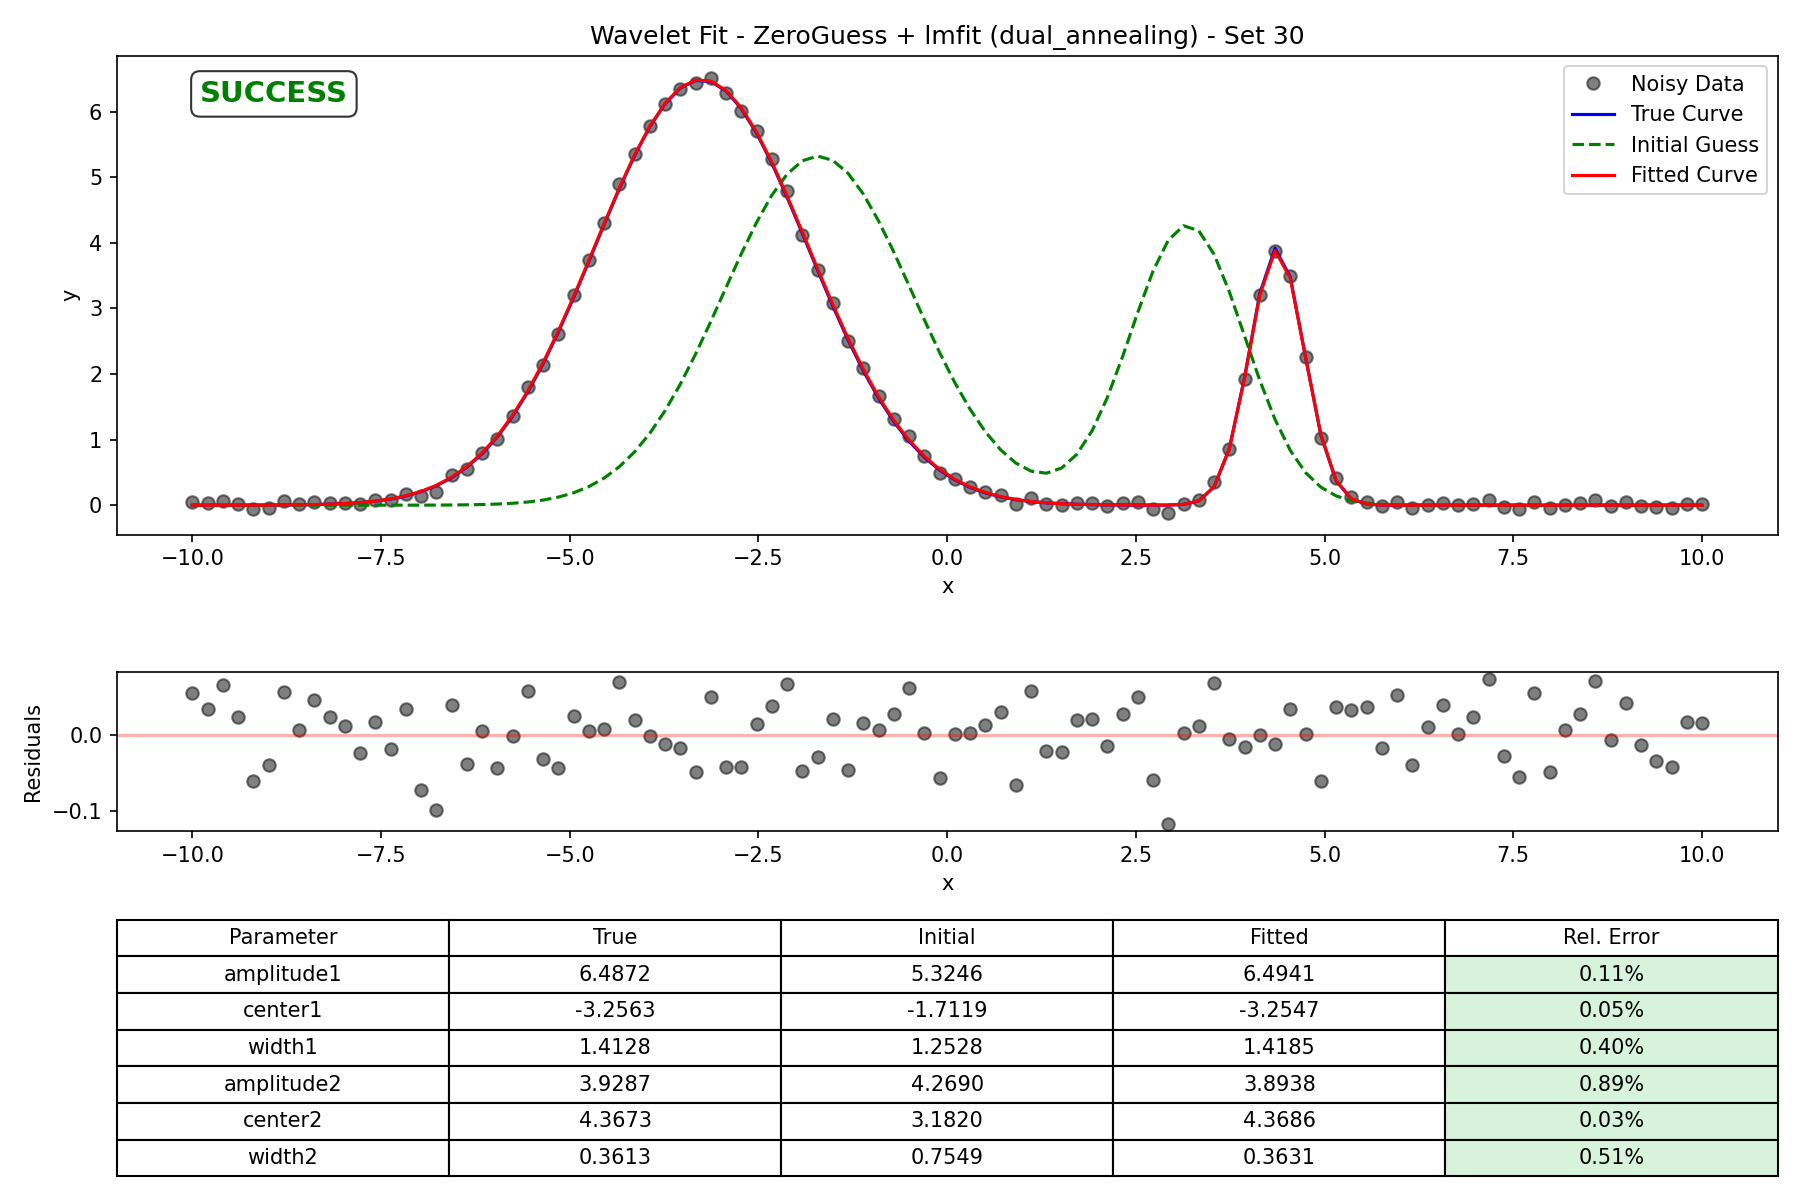 Wavelet Fit - ZeroGuess + lmfit (dual_annealing) - Set 30
SUCCESS
Noisy Data
True Curve
Initial Guess
Fitted Curve
y
6
5
4
3
2
1
0
−10.0 −7.5 −5.0 −2.5 0.0 2.5 5.0 7.5 10.0
x
Residuals
0.0
−0.1
−10.0 −7.5 −5.0 −2.5 0.0 2.5 5.0 7.5 10.0
x
Parameter True Initial Fitted Rel. Error
amplitude1 6.4872 5.3246 6.4941 0.11%
center1 -3.2563 -1.7119 -3.2547 0.05%
width1 1.4128 1.2528 1.4185 0.40%
amplitude2 3.9287 4.2690 3.8938 0.89%
center2 4.3673 3.1820 4.3686 0.03%
width2 0.3613 0.7549 0.3631 0.51%